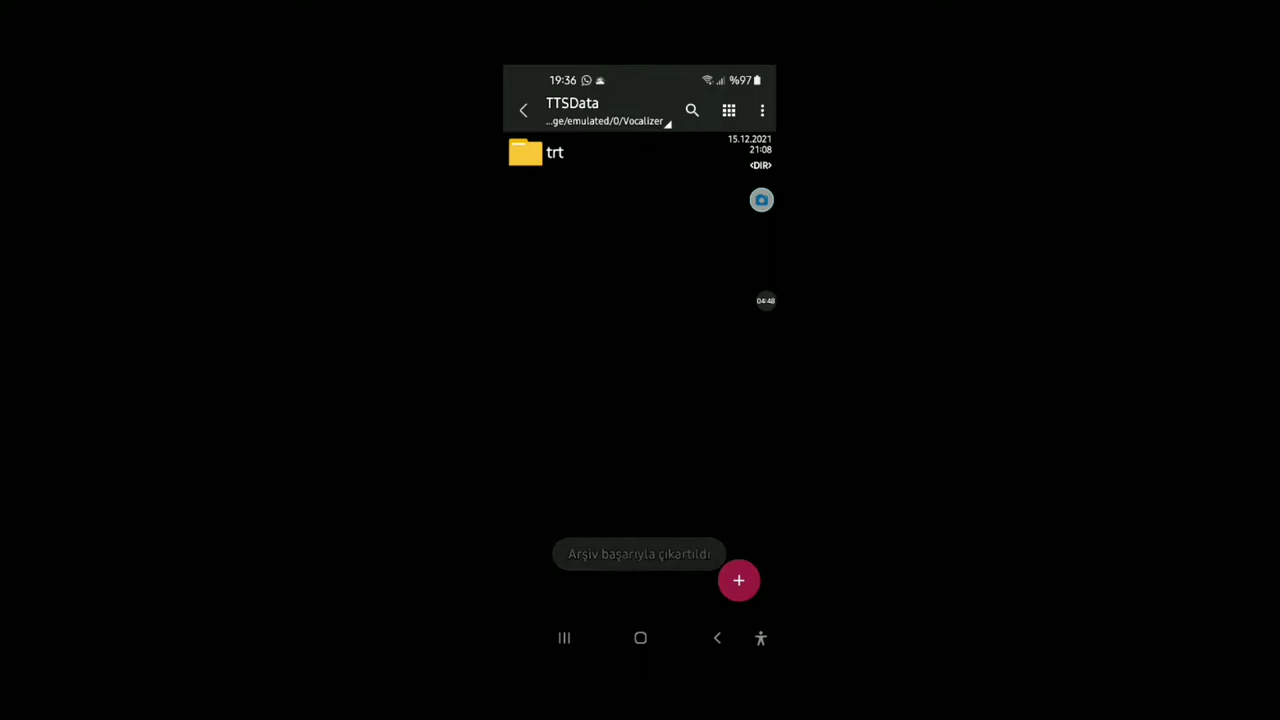 19:36
%97
TTSData
...ge/emulated/0/Vocalizer
trt
15.12.2021
21:08
<DIR>
04:48
Arşiv başarıyla çıkartıldı